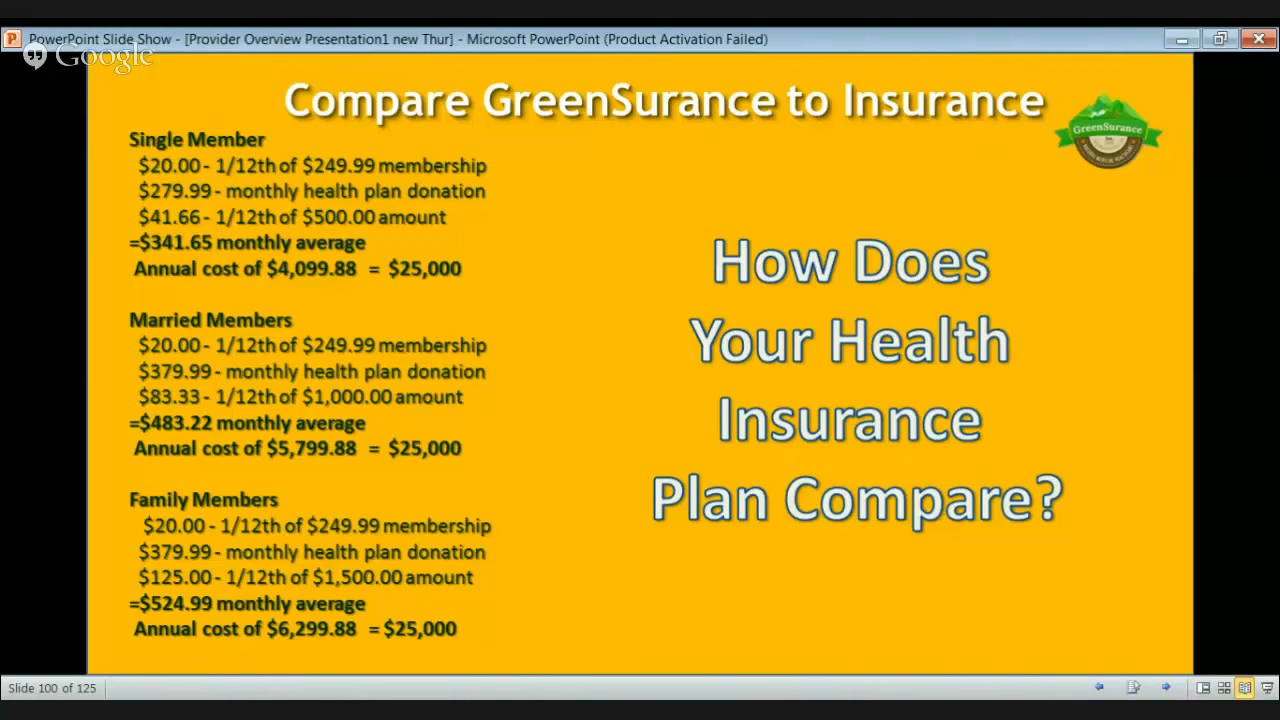 PowerPoint Slide Show - [Provider Overview Presentation1 new Thur] - Microsoft PowerPoint (Product Activation Failed)
Google
Compare GreenSurance to Insurance
GreenSurance
Single Member
$20.00 - 1/12th of $249.99 membership
$279.99 - monthly health plan donation
$41.66 - 1/12th of $500.00 amount
=$341.65 monthly average
Annual cost of $4,099.88 = $25,000
Married Members
$20.00 - 1/12th of $249.99 membership
$379.99 - monthly health plan donation
$83.33 - 1/12th of $1,000.00 amount
=$483.22 monthly average
Annual cost of $5,799.88 = $25,000
Family Members
$20.00 - 1/12th of $249.99 membership
$379.99 - monthly health plan donation
$125.00 - 1/12th of $1,500.00 amount
=$524.99 monthly average
Annual cost of $6,299.88 = $25,000
How Does
Your Health
Insurance
Plan Compare?
Slide 100 of 125